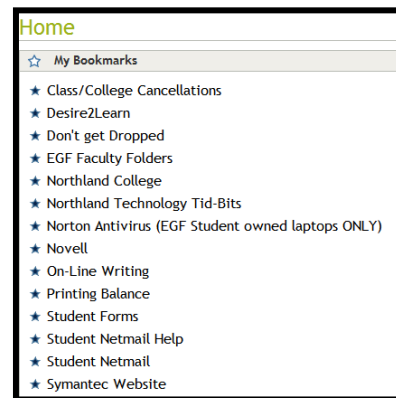 Home
My Bookmarks
Class/College Cancellations
Desire2Learn
Don't get Dropped
EGF Faculty Folders
Northland College
Northland Technology Tid-Bits
Norton Antivirus (EGF Student owned laptops ONLY)
Novell
On-Line Writing
Printing Balance
Student Forms
Student Netmail Help
Student Netmail
Symantec Website